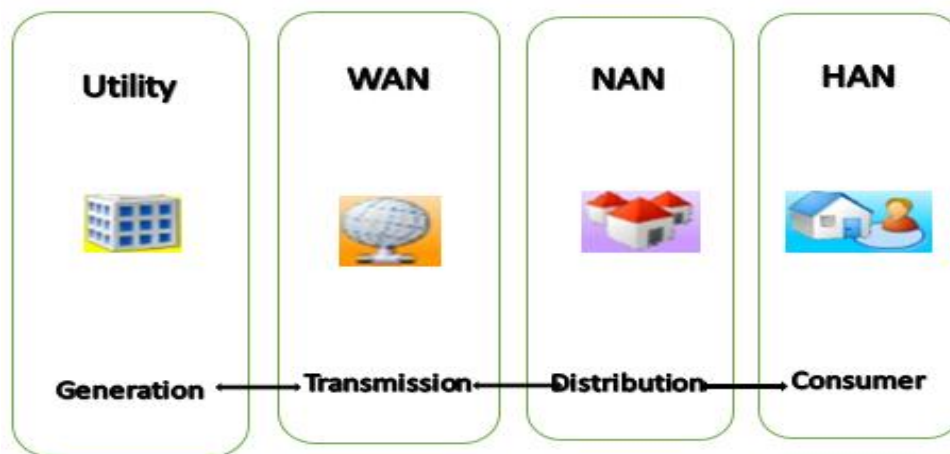 Utility
WAN
NAN
HAN
Generation
Transmission
Distribution
Consumer